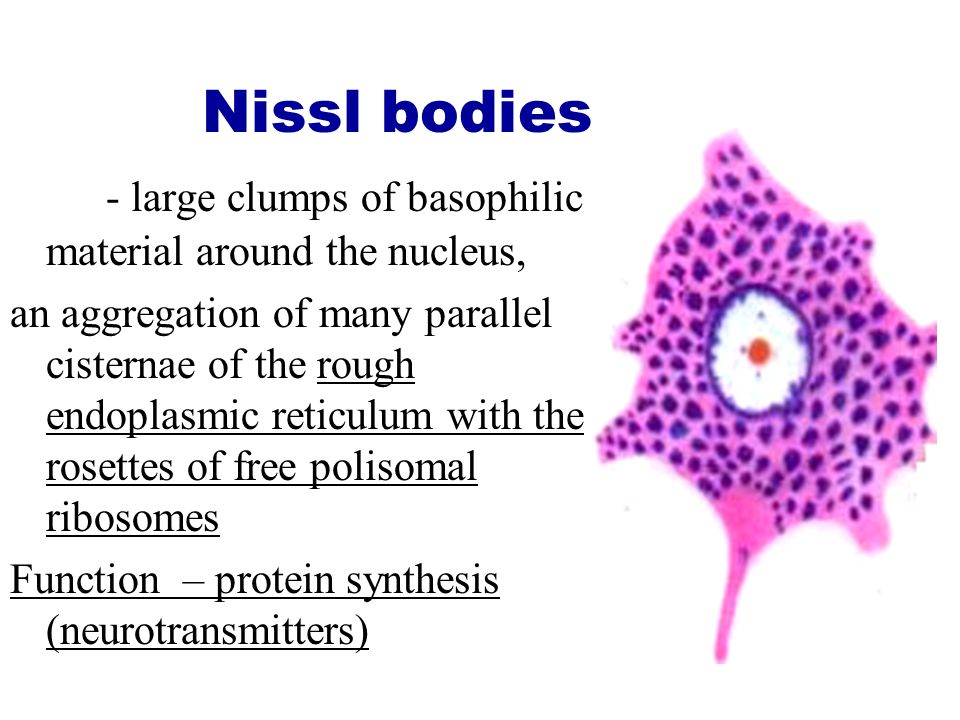 Nissl bodies
- large clumps of basophilic
material around the nucleus,
an aggregation of many parallel
cisternae of the rough
endoplasmic reticulum with the
rosettes of free polisomal
ribosomes
Function – protein synthesis
(neurotransmitters)